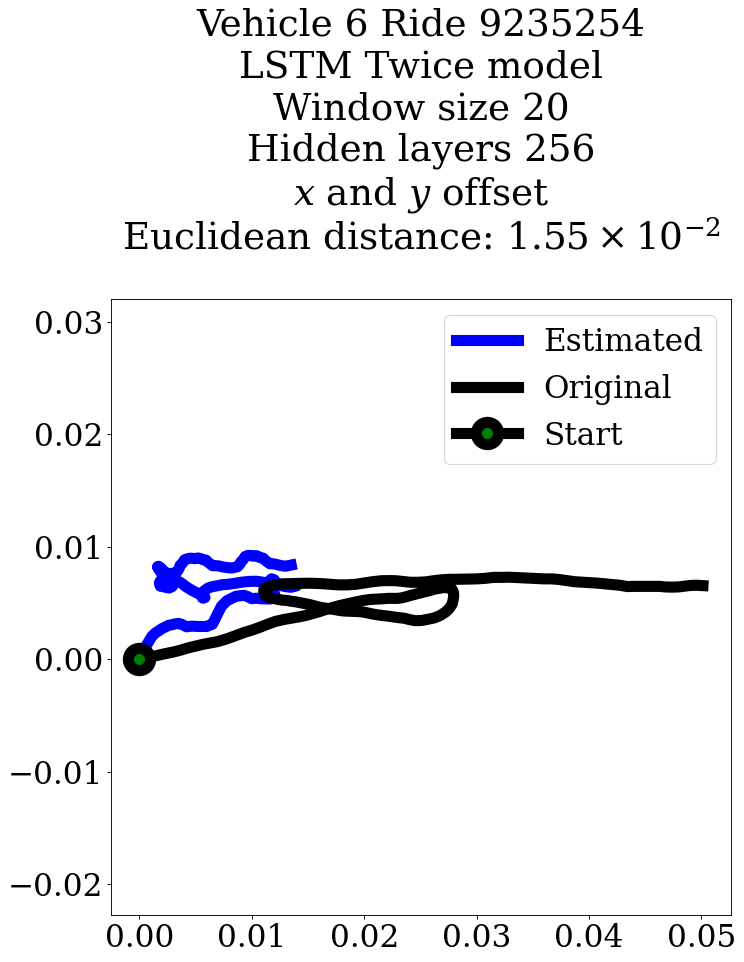 Vehicle 6 Ride 9235254
LSTM Twice model
Window size 20
Hidden layers 256
x and y offset
Euclidean distance: 1.55 × 10⁻²
Estimated
Original
Start
0.03
0.02
0.01
0.00
−0.01
−0.02
0.00 0.01 0.02 0.03 0.04 0.05